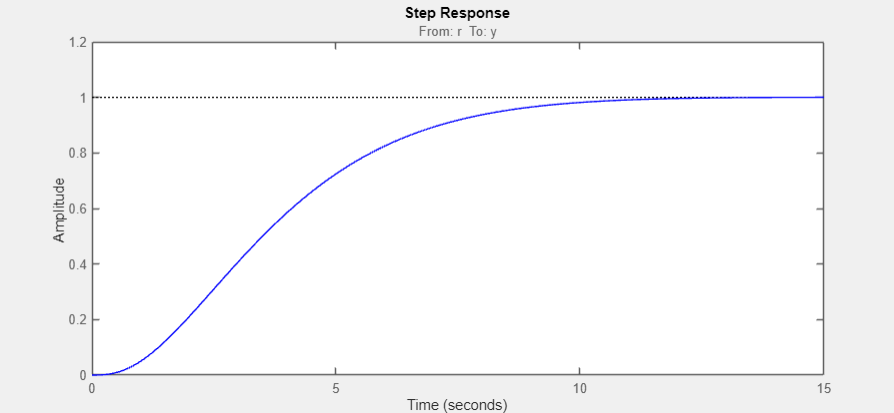 Step Response
From: r To: y
1.2
1
0.8
0.6
0.4
0.2
0
Amplitude
0
5
10
15
Time (seconds)